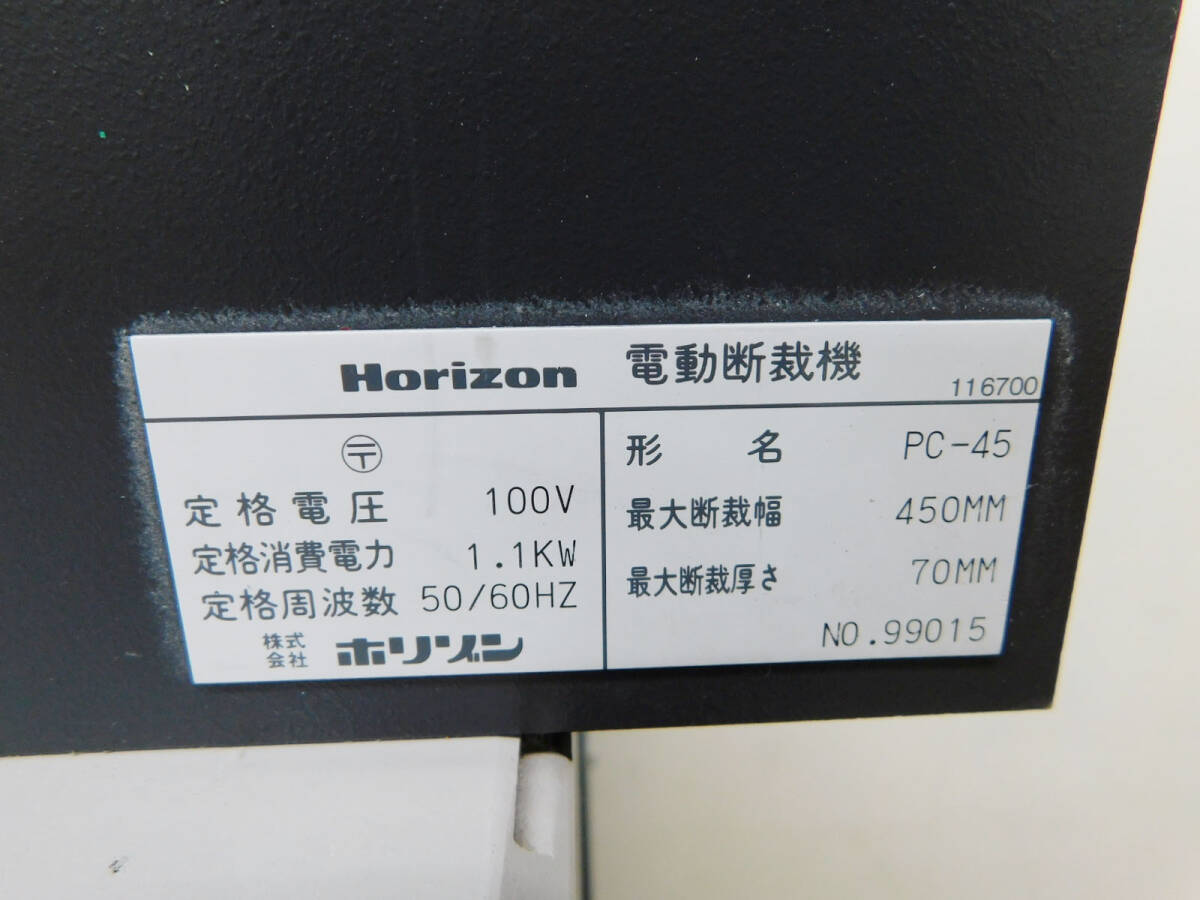 Horizon 電動断裁機 116700
〒
定格電圧 100V
定格消費電力 1.1KW
定格周波数 50/60HZ
株式会社 ホリゾン
形名 PC-45
最大断裁幅 450MM
最大断裁厚さ 70MM
NO.99015